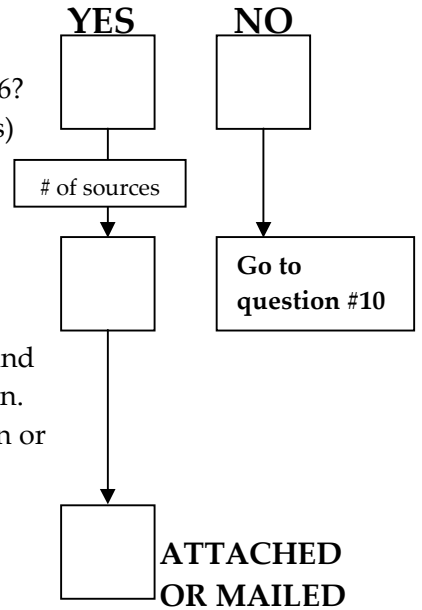 YES NO
6?
s)
# of sources
Go to
question #10
nd
n.
n or
ATTACHED
OR MAILED